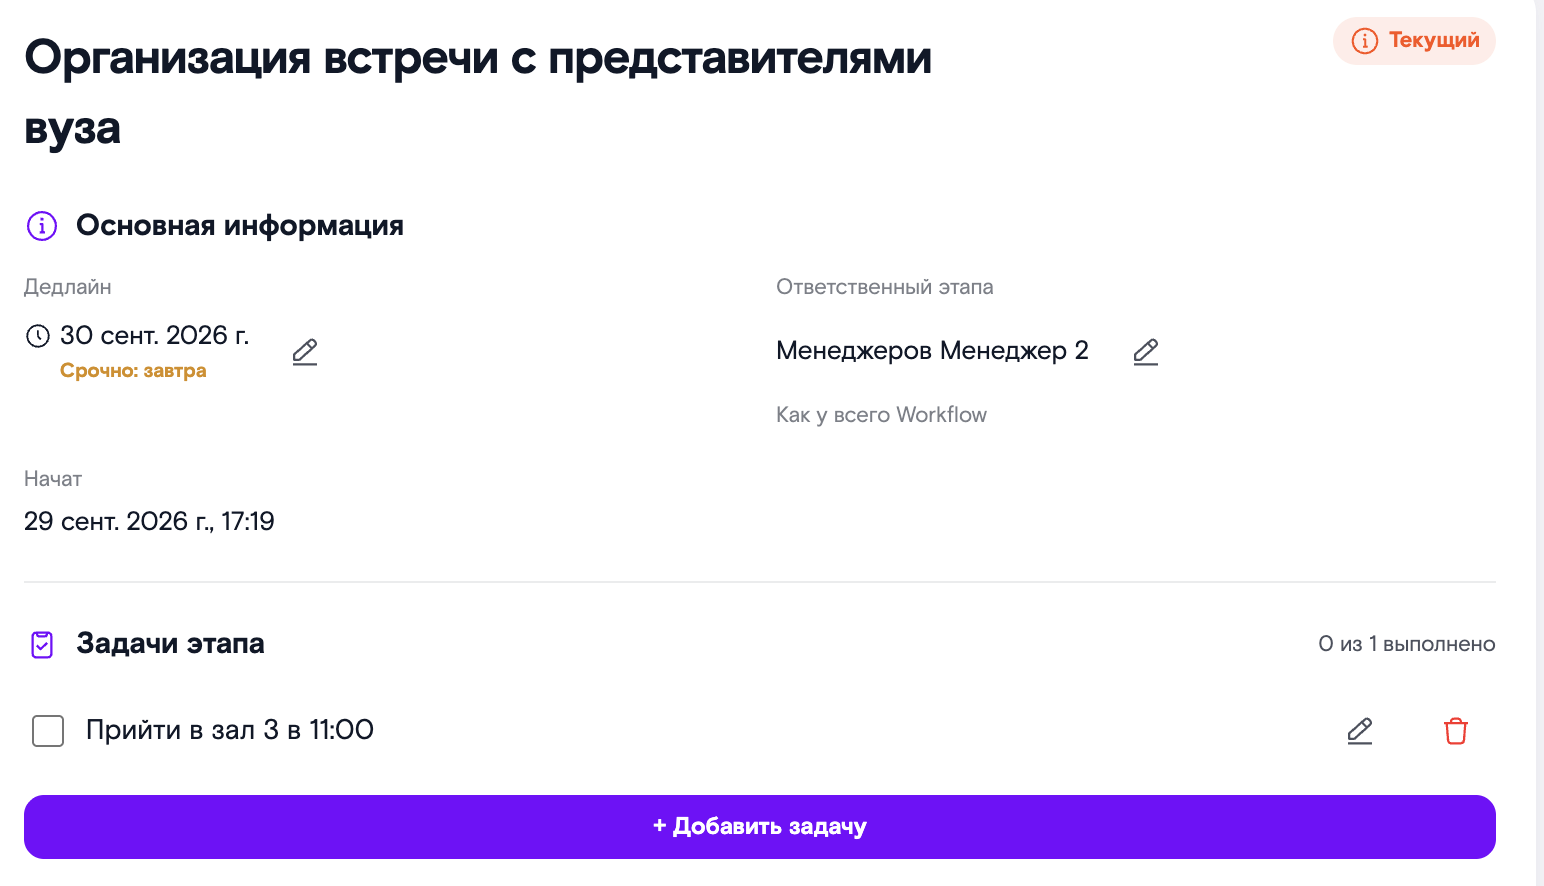 Организация встречи с представителями
вуза
Текущий
Основная информация
Дедлайн
30 сент. 2026 г.
Срочно: завтра
Ответственный этапа
Менеджеров Менеджер 2
Как у всего Workflow
Начат
29 сент. 2026 г., 17:19
Задачи этапа
0 из 1 выполнено
Прийти в зал 3 в 11:00
+ Добавить задачу